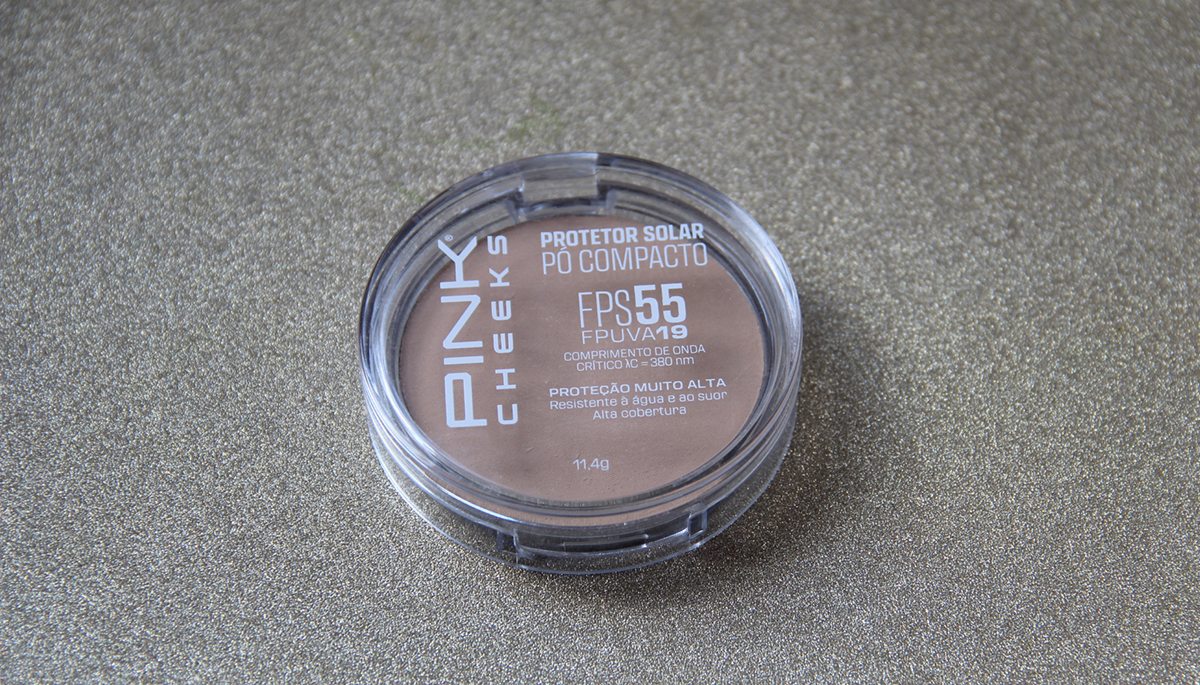 PINK®
CHEEKS
PROTETOR SOLAR
PÓ COMPACTO
FPS55
FPUVA19
COMPRIMENTO DE ONDA
CRÍTICO λC = 380 nm
PROTEÇÃO MUITO ALTA
Resistente à água e ao suor
Alta cobertura
11,4g